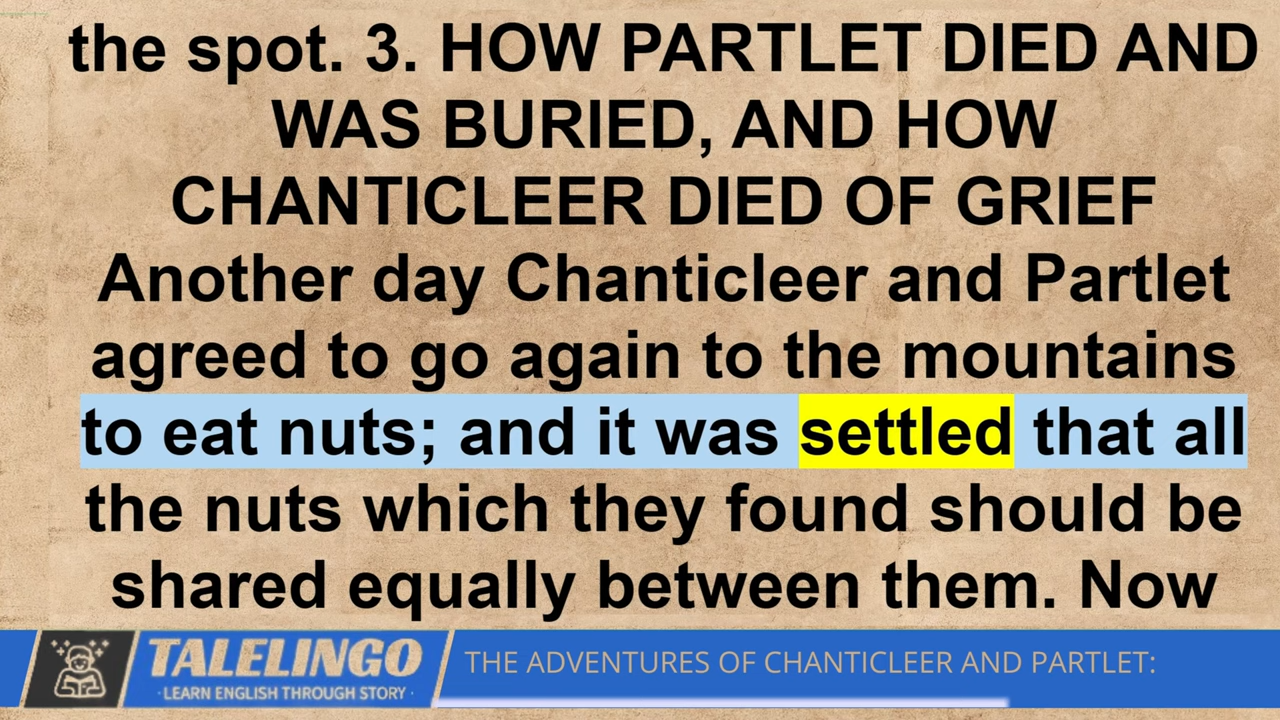 the spot. 3. HOW PARTLET DIED AND
WAS BURIED, AND HOW
CHANTICLEER DIED OF GRIEF
Another day Chanticleer and Partlet
agreed to go again to the mountains
to eat nuts; and it was settled that all
the nuts which they found should be
shared equally between them. Now
TALELINGO
· LEARN ENGLISH THROUGH STORY ·
THE ADVENTURES OF CHANTICLEER AND PARTLET: